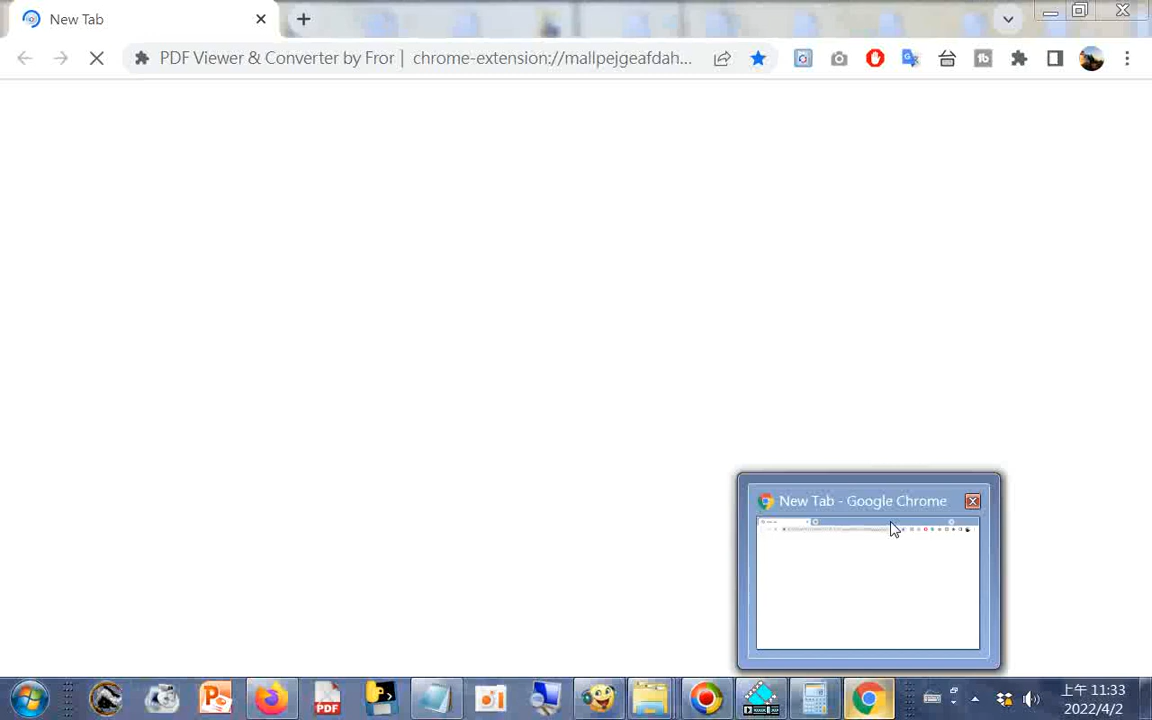 New Tab
PDF Viewer & Converter by Fror | chrome-extension://mallpejgeafdah...
New Tab - Google Chrome
PDF
上午 11:33
2022/4/2